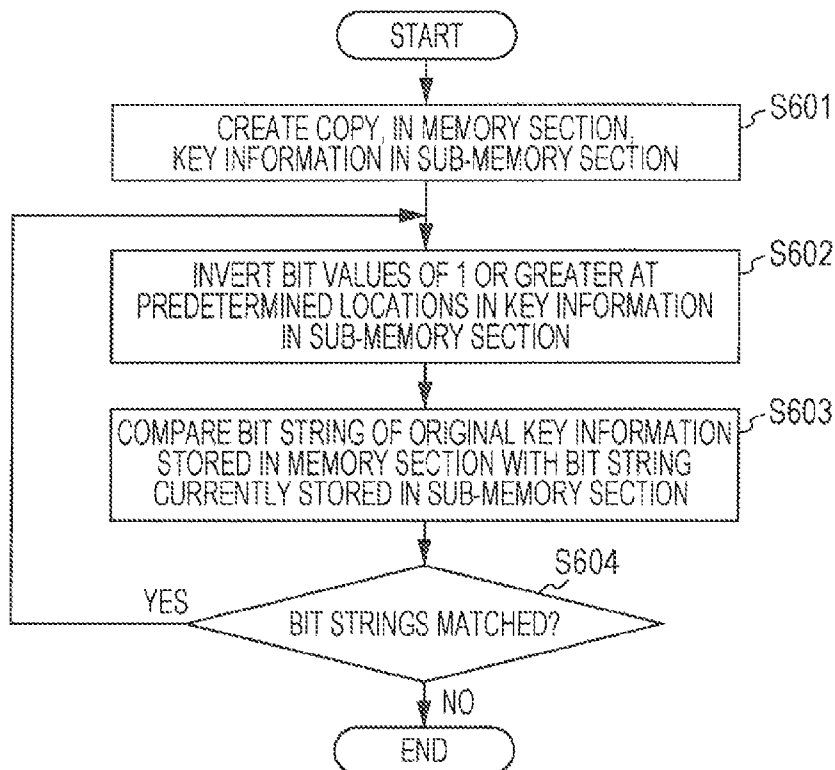 START
S601
CREATE COPY, IN MEMORY SECTION,
KEY INFORMATION IN SUB-MEMORY SECTION
S602
INVERT BIT VALUES OF 1 OR GREATER AT
PREDETERMINED LOCATIONS IN KEY INFORMATION
IN SUB-MEMORY SECTION
S603
COMPARE BIT STRING OF ORIGINAL KEY INFORMATION
STORED IN MEMORY SECTION WITH BIT STRING
CURRENTLY STORED IN SUB-MEMORY SECTION
S604
YES
BIT STRINGS MATCHED?
NO
END